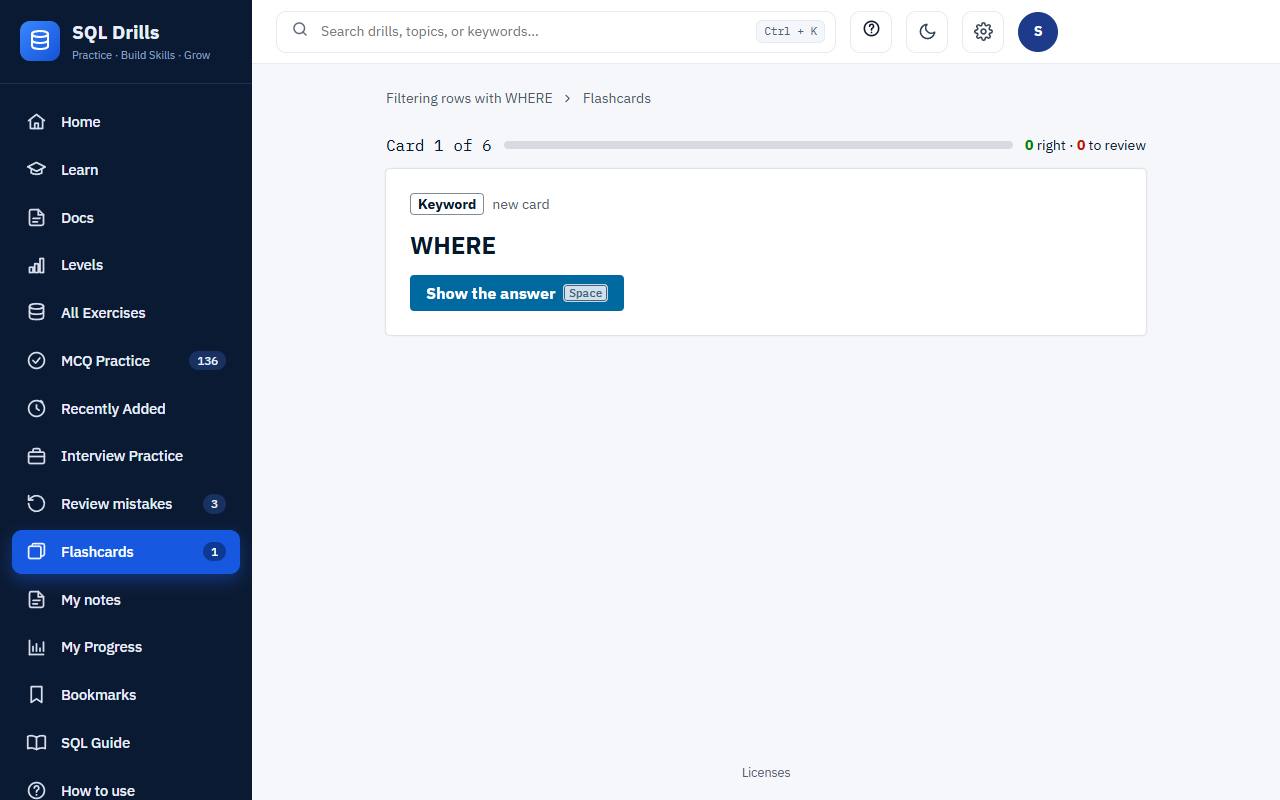 SQL Drills
Practice · Build Skills · Grow
Home
Learn
Docs
Levels
All Exercises
MCQ Practice 136
Recently Added
Interview Practice
Review mistakes 3
Flashcards 1
My notes
My Progress
Bookmarks
SQL Guide
How to use
Search drills, topics, or keywords... Ctrl + K
S
Filtering rows with WHERE > Flashcards
Card 1 of 6
0 right · 0 to review
Keyword new card
WHERE
Show the answer Space
Licenses